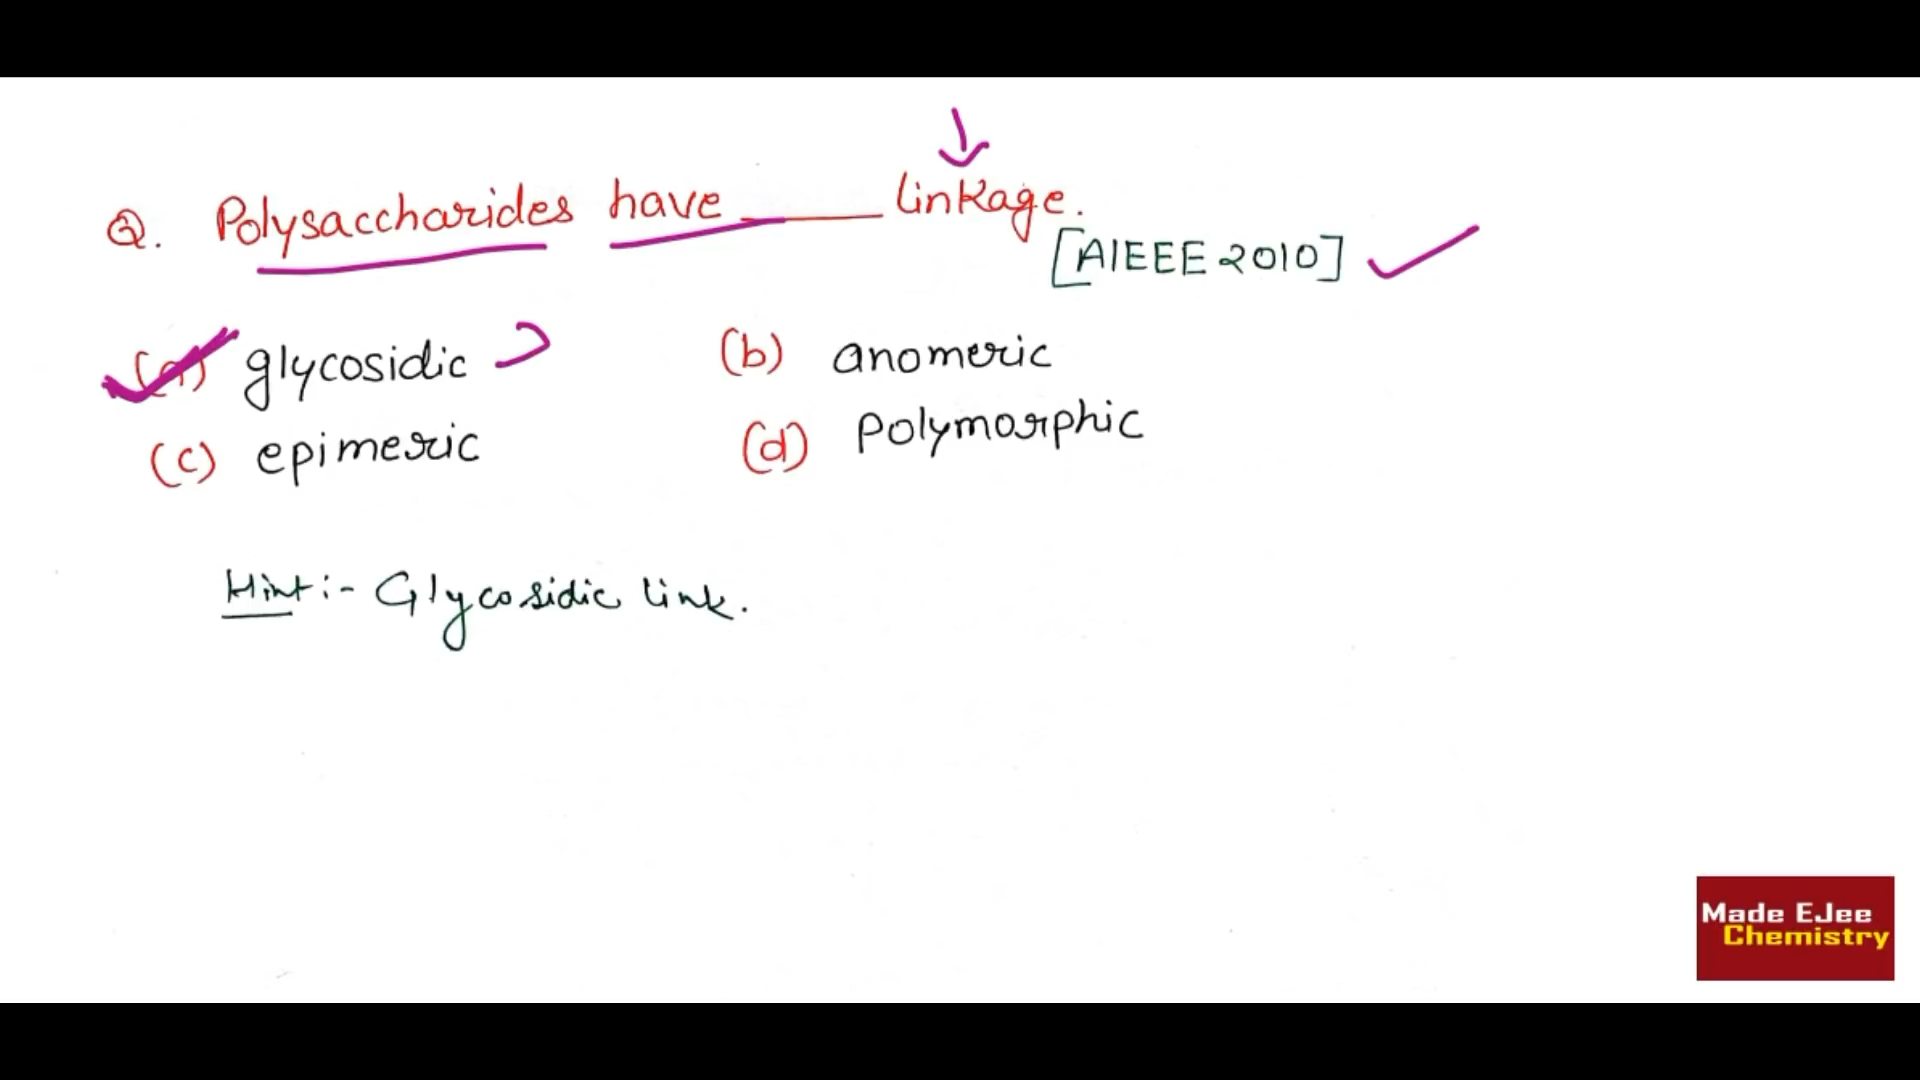 Q. Polysaccharides have ______ linkage.
[AIEEE 2010]
(a) glycosidic (b) anomeric
(c) epimeric (d) Polymorphic
Hint:- Glycosidic link.
Made EJee
Chemistry